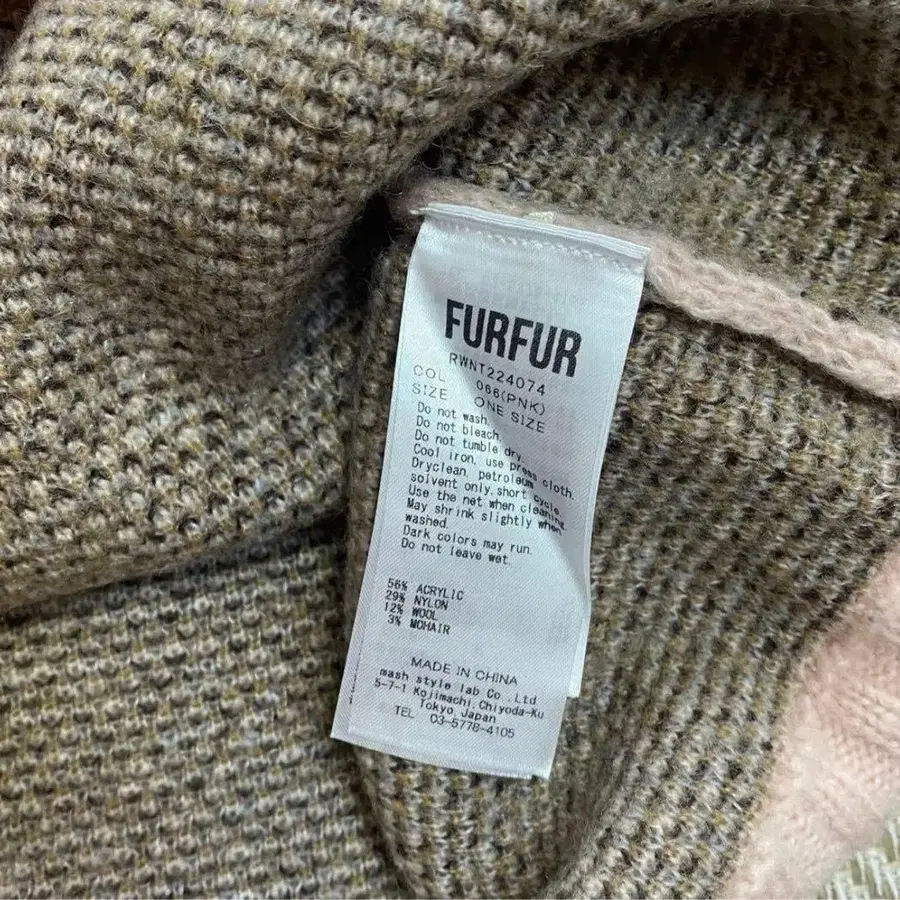 FURFUR
RWNT224074
COL 066(PNK)
SIZE ONE SIZE
Do not wash.
Do not bleach.
Do not tumble dry.
Cool iron, use press cloth.
Dryclean, petroleum
solvent only, short cycle.
Use the net when cleaning.
May shrink slightly when
washed.
Dark colors may run.
Do not leave wet.
56% ACRYLIC
29% NYLON
12% WOOL
3% MOHAIR
MADE IN CHINA
mash style lab Co.,Ltd
5-7-1 Kojimachi,Chiyoda-Ku
Tokyo,Japan
TEL 03-5778-4105